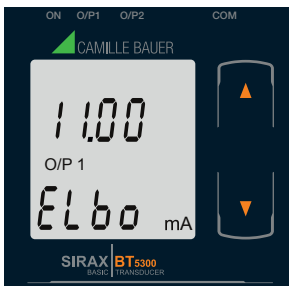 ON O/P1 O/P2 COM
CAMILLE BAUER
11.00
O/P 1
ELbo mA
SIRAX BT5300
BASIC TRANSDUCER